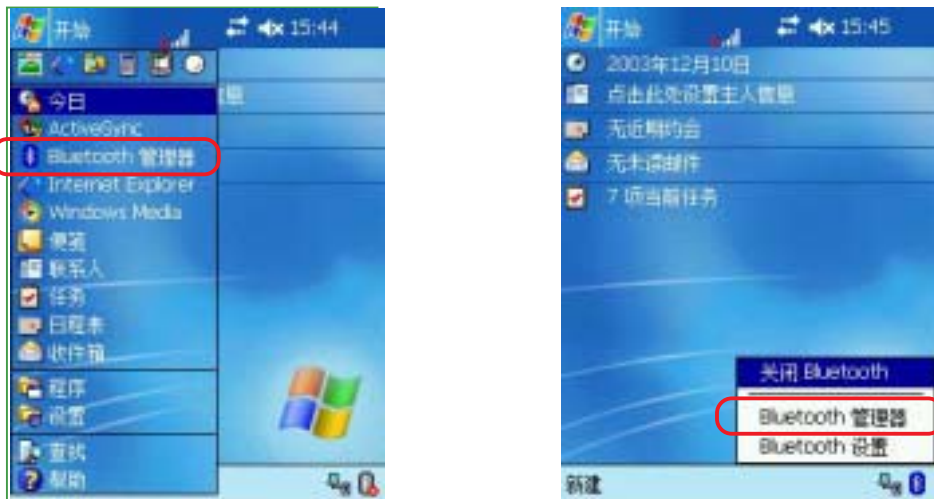 开始 15:44
今日
ActiveSync
Bluetooth 管理器
Internet Explorer
Windows Media
便笺
联系人
任务
日程表
收件箱
程序
设置
查找
帮助
信息
开始 15:45
2003年12月10日
点击此处设置主人信息
无近期约会
无未读邮件
7 项当前任务
关闭 Bluetooth
Bluetooth 管理器
Bluetooth 设置
新建